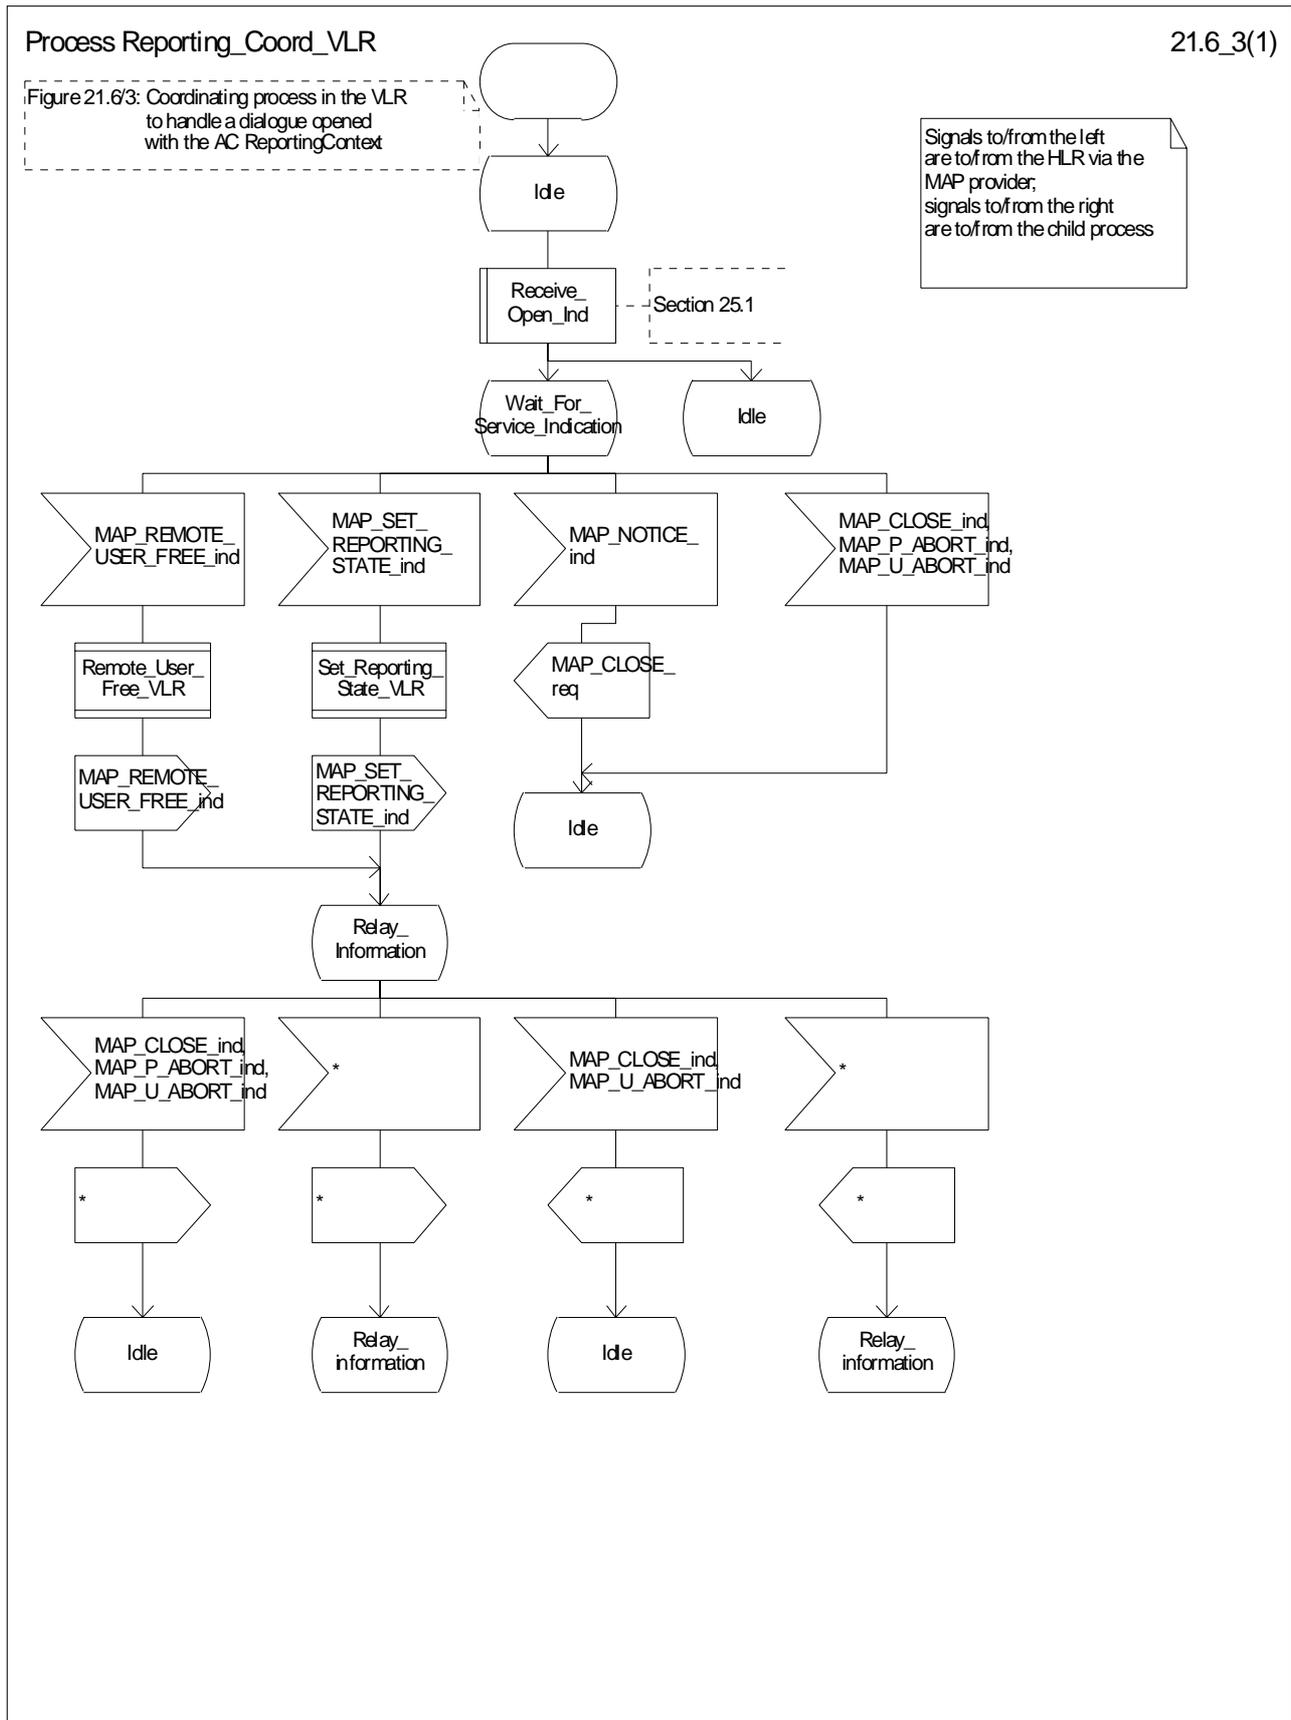 Process Reporting_Coord_VLR
21.6_3(1)
Figure 21.6/3: Coordinating process in the VLR
to handle a dialogue opened
with the AC ReportingContext
Signals to/from the left
are to/from the HLR via the
MAP provider;
signals to/from the right
are to/from the child process
Idle
Receive_
Open_Ind
Section 25.1
Wait_For_
Service_Indication
Idle
MAP_REMOTE_
USER_FREE_ind
MAP_SET_
REPORTING_
STATE_ind
MAP_NOTICE_
ind
MAP_CLOSE_ind,
MAP_P_ABORT_ind,
MAP_U_ABORT_ind
Remote_User_
Free_VLR
Set_Reporting_
State_VLR
MAP_CLOSE_
req
MAP_REMOTE_
USER_FREE_ind
MAP_SET_
REPORTING_
STATE_ind
Idle
Relay_
Information
MAP_CLOSE_ind,
MAP_P_ABORT_ind,
MAP_U_ABORT_ind
*
MAP_CLOSE_ind,
MAP_U_ABORT_ind
*
*
*
*
*
Idle
Relay_
information
Idle
Relay_
information